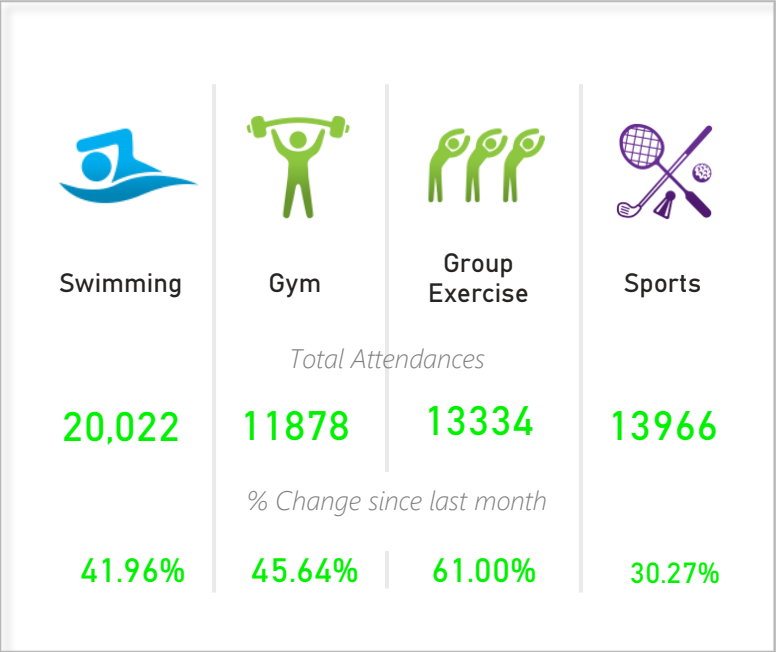 Swimming
Gym
Group
Exercise
Sports
Total Attendances
20,022
11878
13334
13966
% Change since last month
41.96%
45.64%
61.00%
30.27%